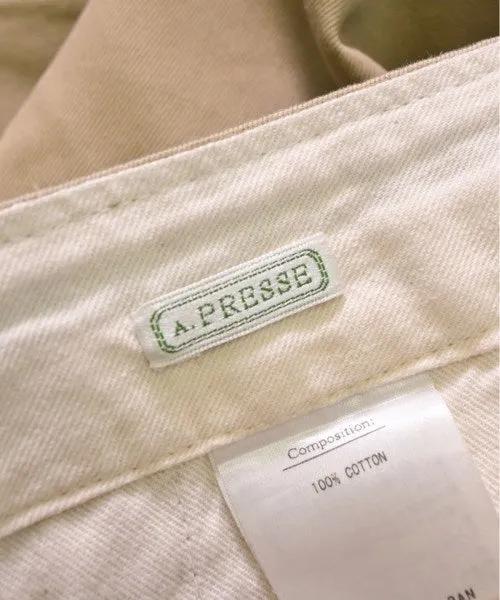 A. PRESSE
Composition:
100% COTTON